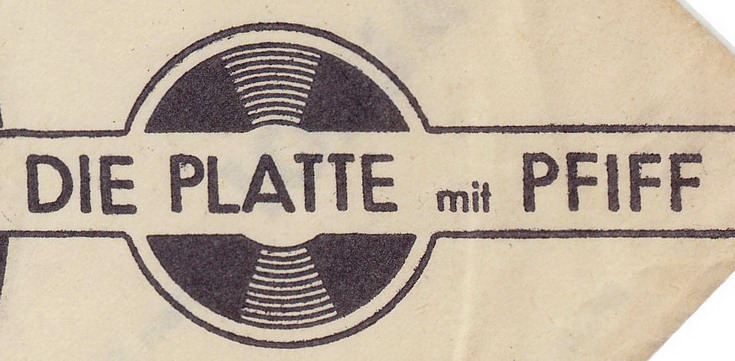 DIE PLATTE mit PFIFF